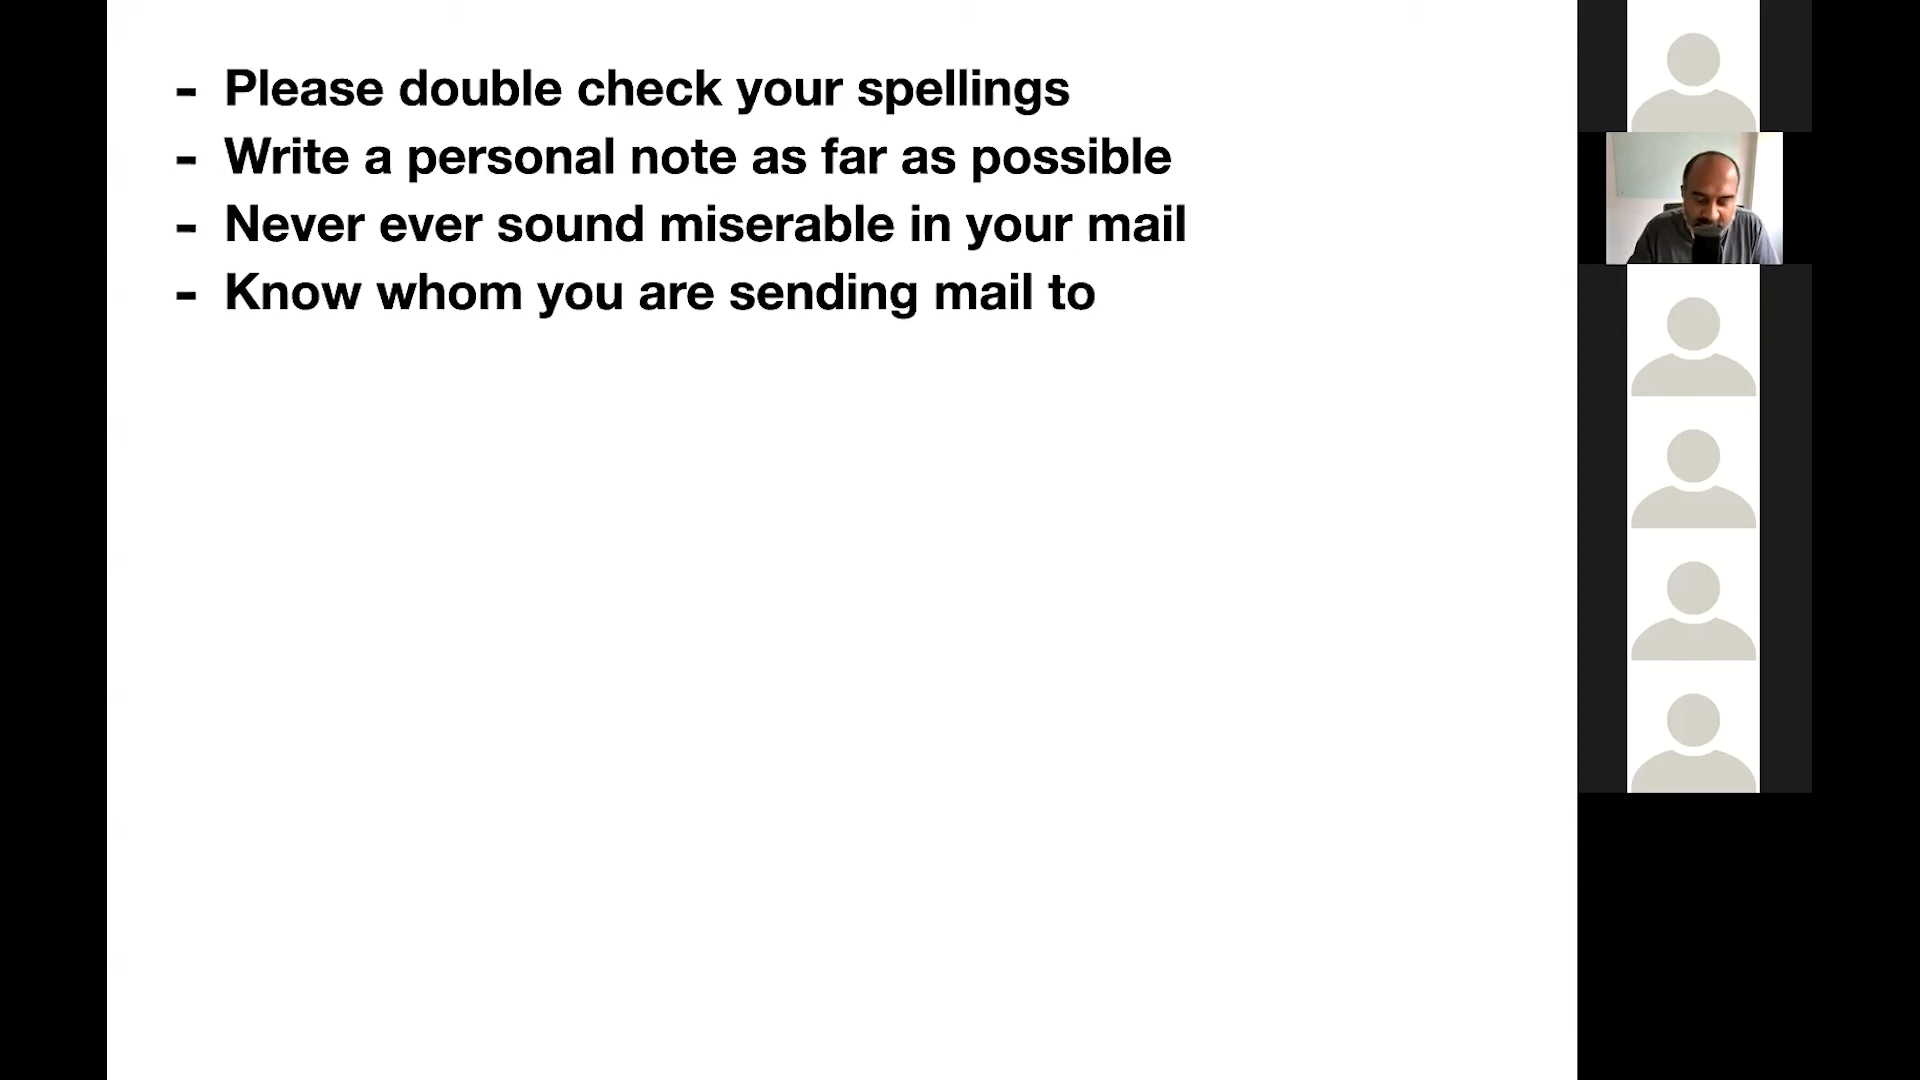 - Please double check your spellings
- Write a personal note as far as possible
- Never ever sound miserable in your mail
- Know whom you are sending mail to